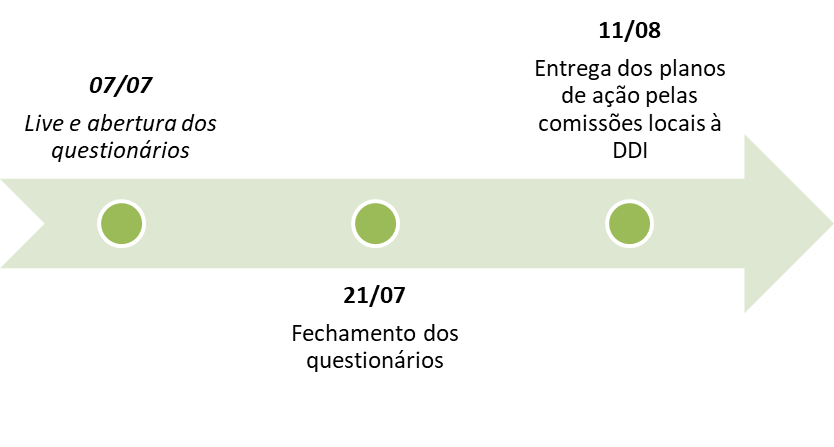 07/07
Live e abertura dos
questionários
21/07
Fechamento dos
questionários
11/08
Entrega dos planos
de ação pelas
comissões locais à
DDI